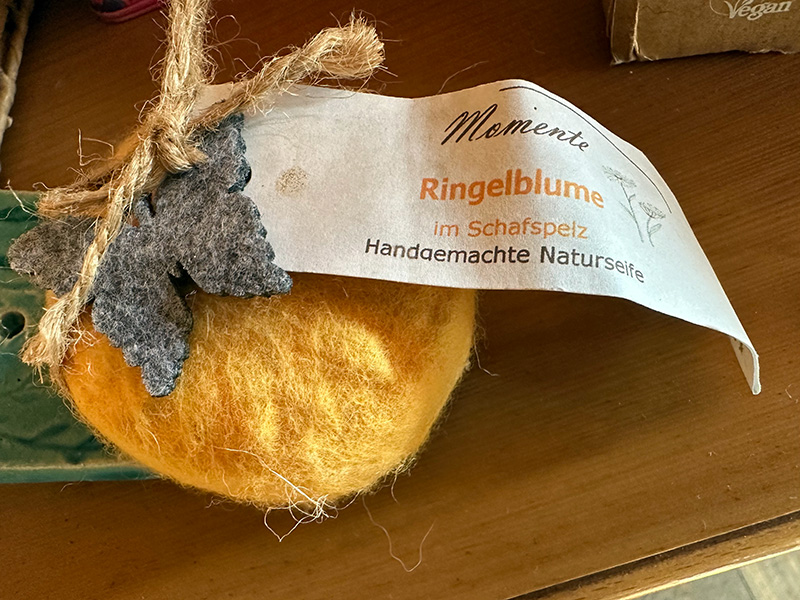 Vegan
Momente
Ringelblume
im Schafspelz
Handgemachte Naturseife